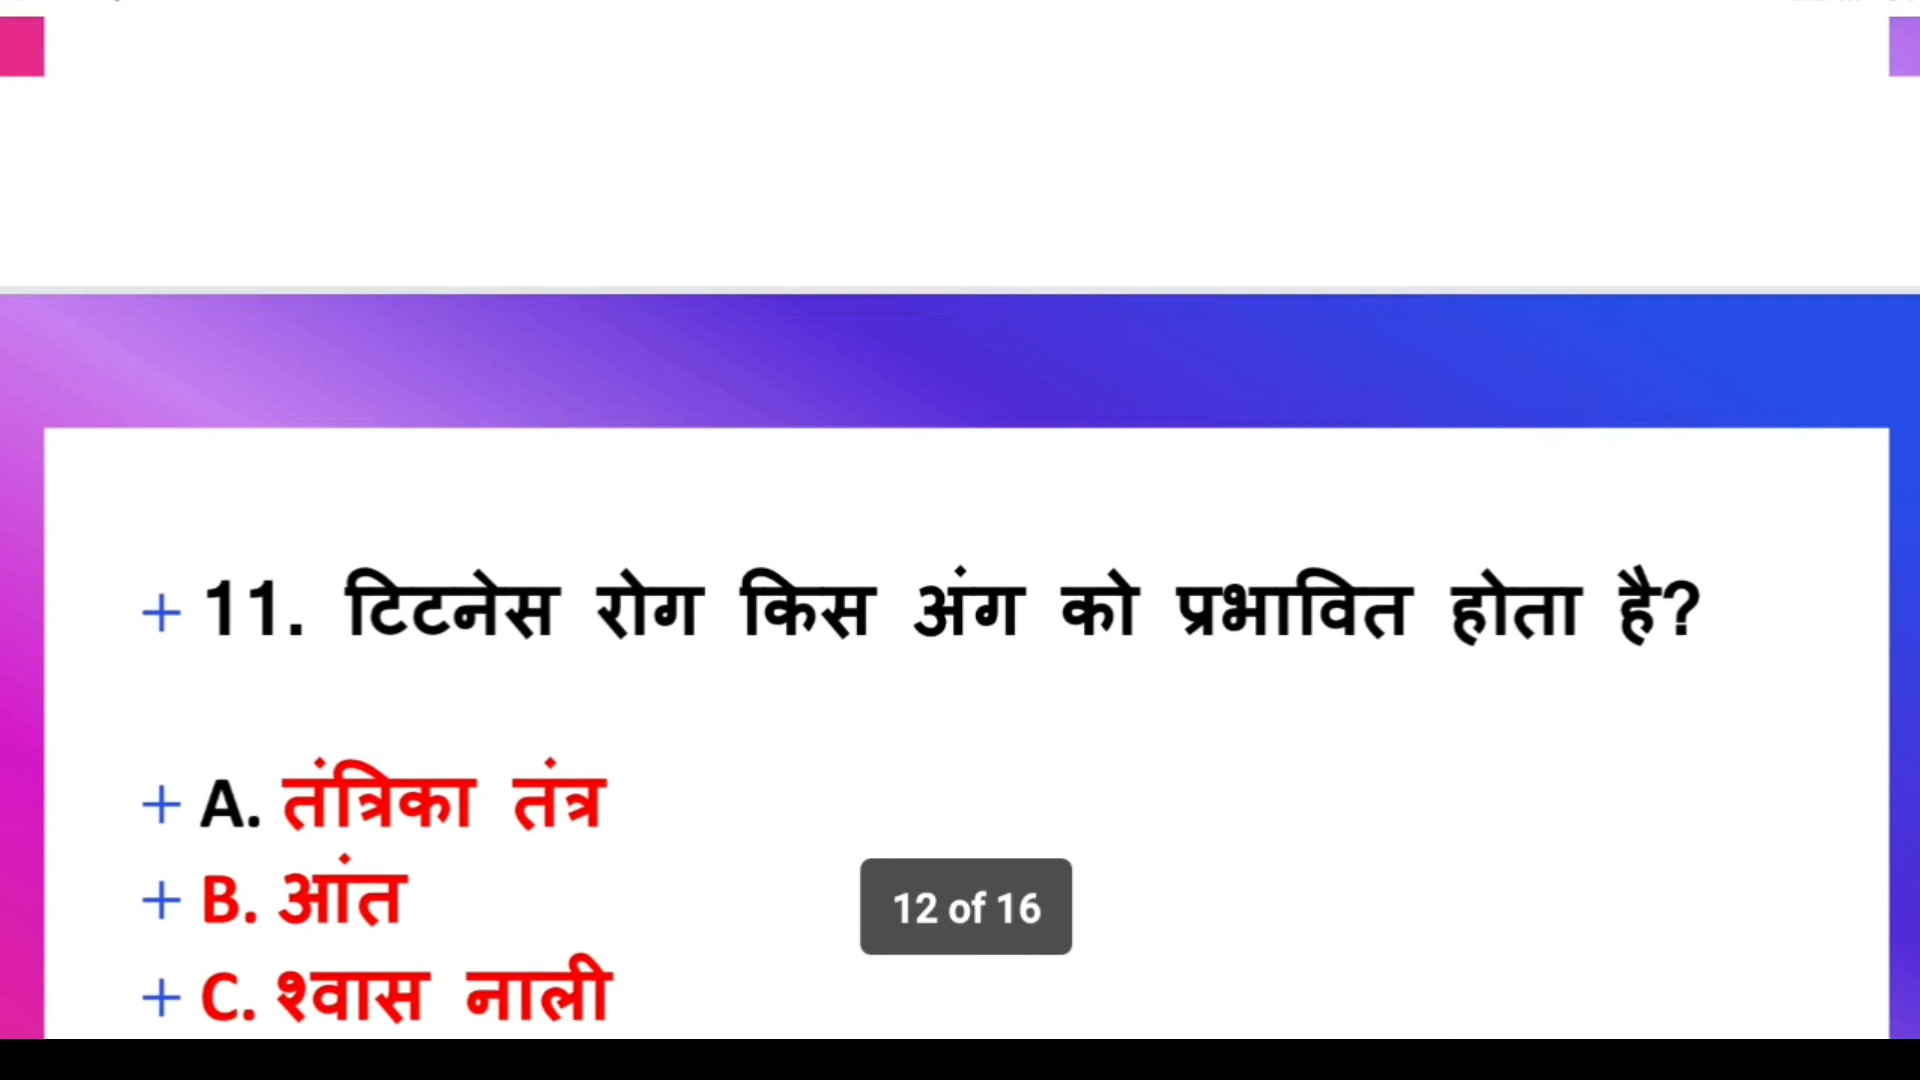 + 11. टिटनेस रोग किस अंग को प्रभावित होता है?
+ A. तंत्रिका तंत्र
+ B. आंत
12 of 16
+ C. श्वास नाली